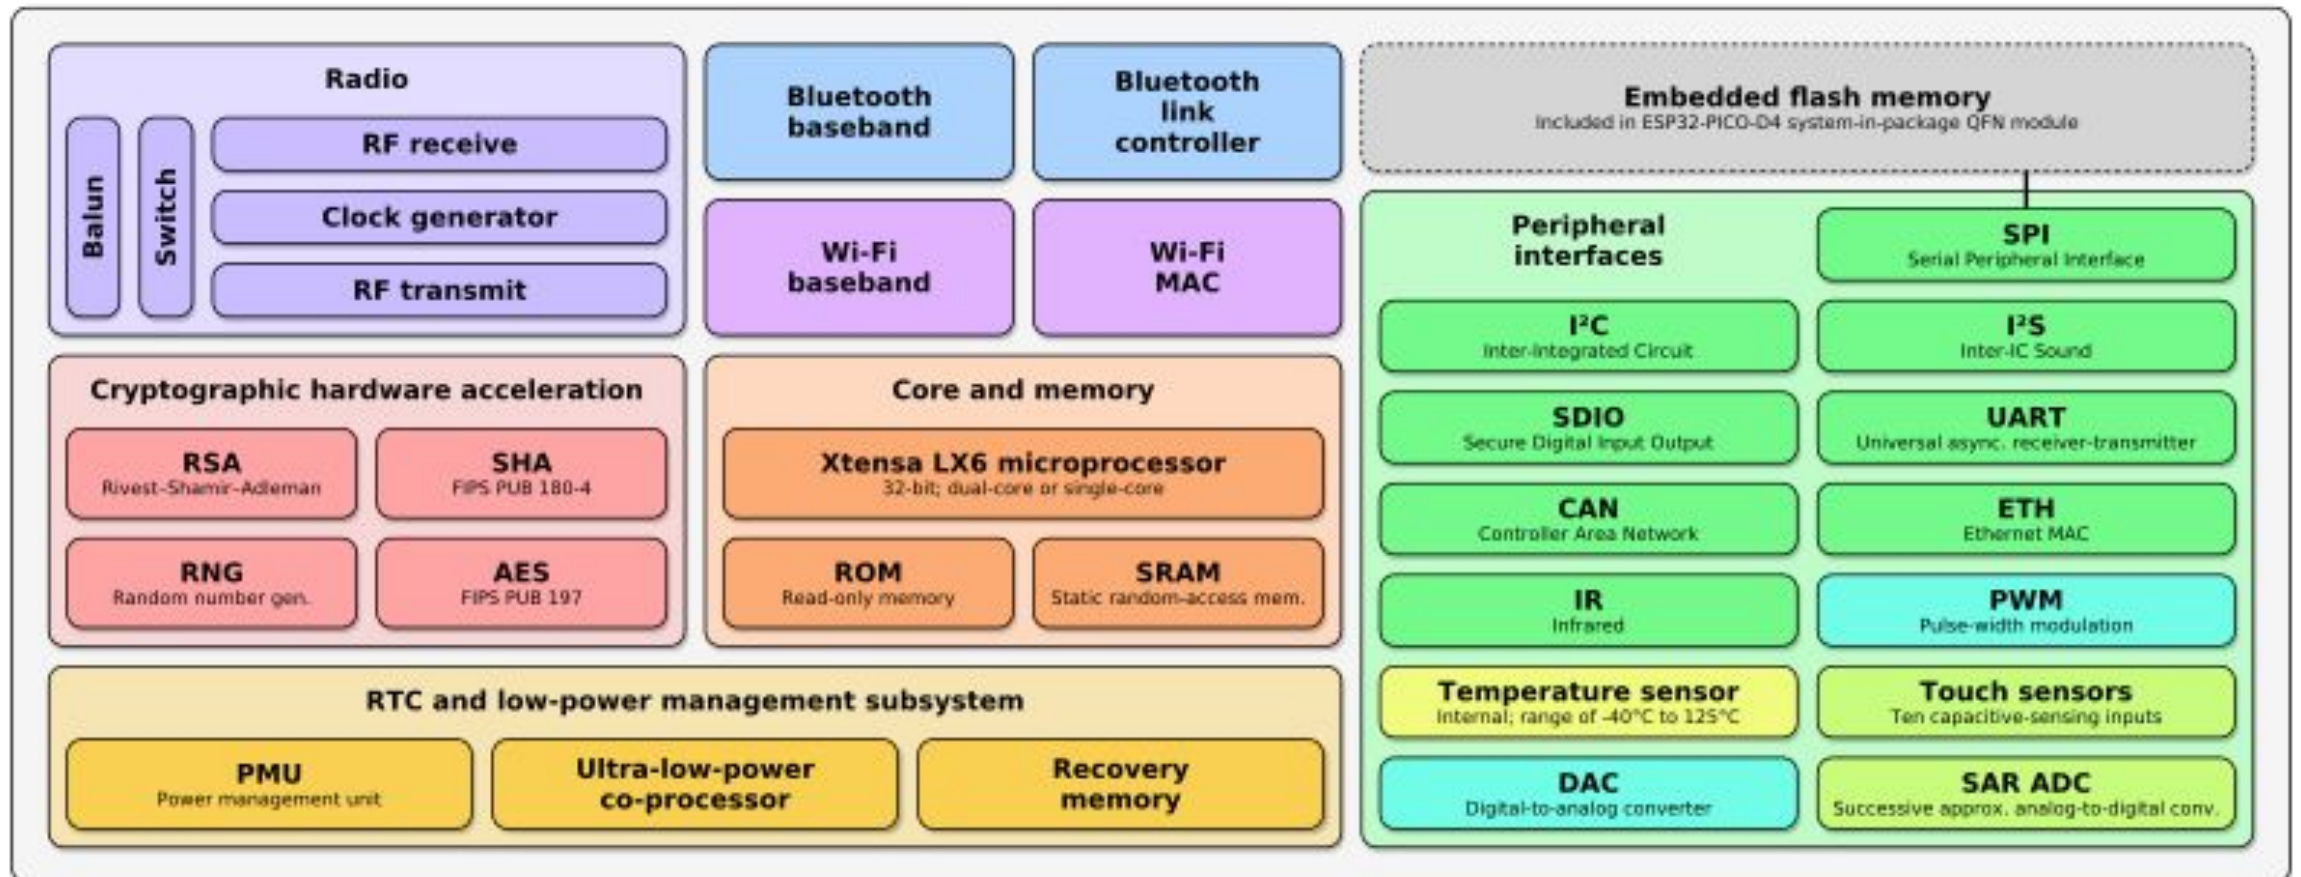 Radio
Balun
Switch
RF receive
Clock generator
RF transmit
Bluetooth
baseband
Bluetooth
link
controller
Wi-Fi
baseband
Wi-Fi
MAC
Embedded flash memory
Included in ESP32-PICO-D4 system-in-package QFN module
Cryptographic hardware acceleration
RSA
Rivest–Shamir–Adleman
SHA
FIPS PUB 180-4
RNG
Random number gen.
AES
FIPS PUB 197
Core and memory
Xtensa LX6 microprocessor
32-bit; dual-core or single-core
ROM
Read-only memory
SRAM
Static random-access mem.
RTC and low-power management subsystem
PMU
Power management unit
Ultra-low-power
co-processor
Recovery
memory
Peripheral
interfaces
SPI
Serial Peripheral Interface
I²C
Inter-Integrated Circuit
I²S
Inter-IC Sound
SDIO
Secure Digital Input Output
UART
Universal async. receiver-transmitter
CAN
Controller Area Network
ETH
Ethernet MAC
IR
Infrared
PWM
Pulse-width modulation
Temperature sensor
Internal; range of -40°C to 125°C
Touch sensors
Ten capacitive-sensing inputs
DAC
Digital-to-analog converter
SAR ADC
Successive approx. analog-to-digital conv.